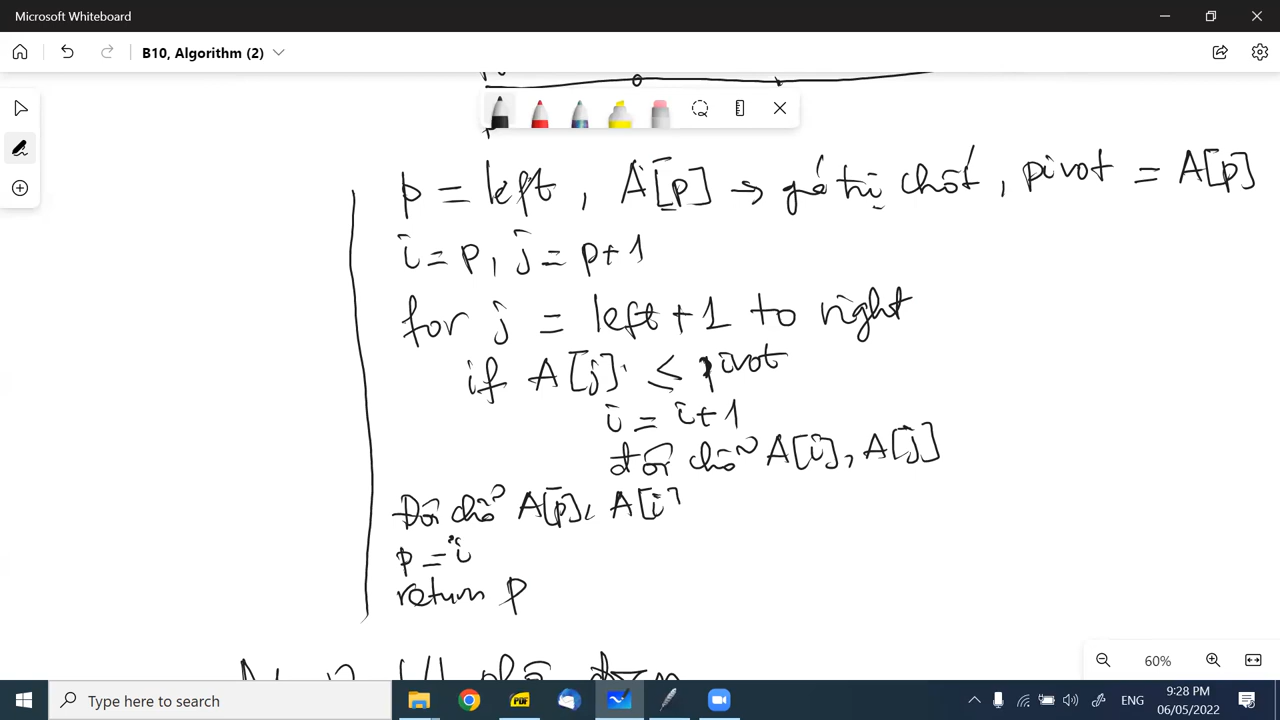 Microsoft Whiteboard
B10, Algorithm (2)
p = left, A[p] → giá trị chốt, pivot = A[p]
i = p, j = p+1
for j = left + 1 to right
if A[j] ≤ pivot
i = i+1
đổi chỗ A[i], A[j]
Đổi chỗ A[p], A[i]
p = i
return p
60%
Type here to search
PDF
ENG
9:28 PM
06/05/2022